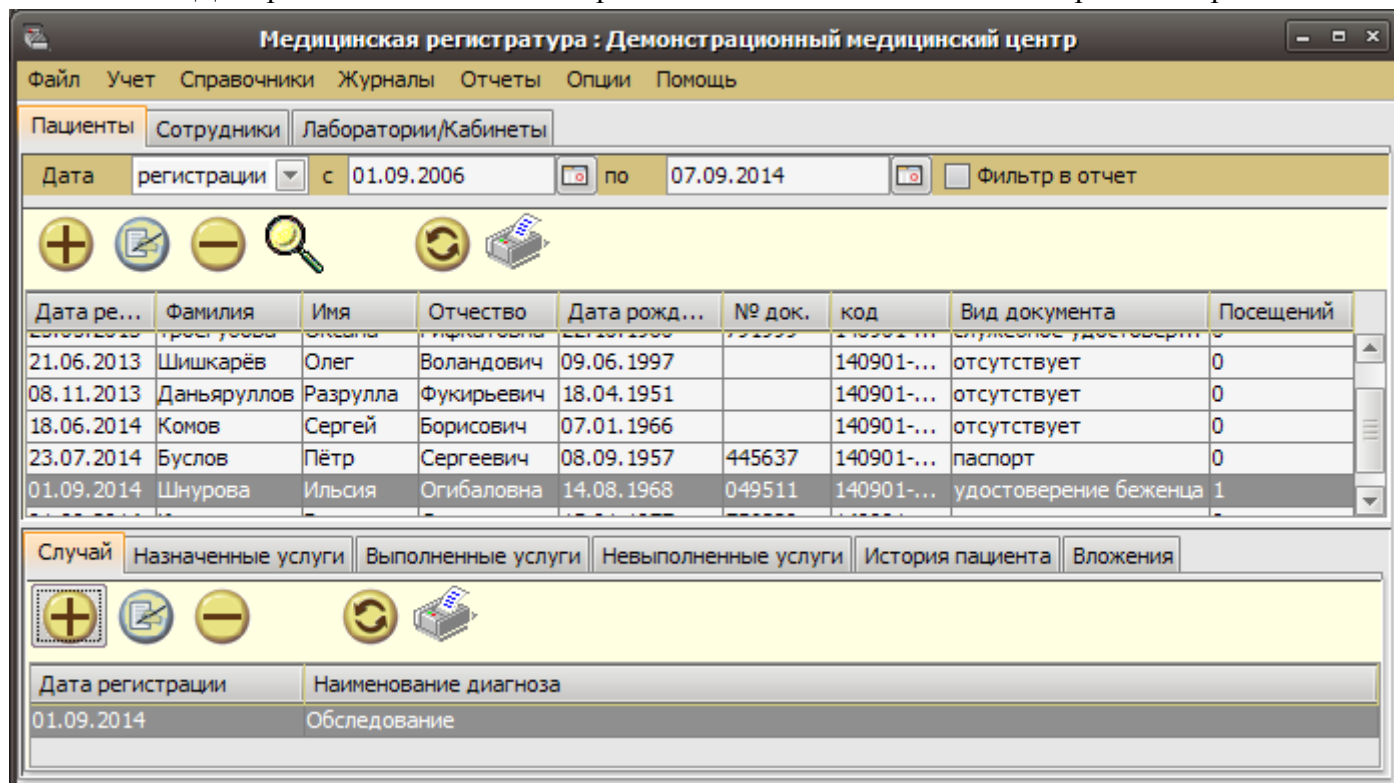 Медицинская регистратура : Демонстрационный медицинский центр
Файл Учет Справочники Журналы Отчеты Опции Помощь
Пациенты Сотрудники Лаборатории/Кабинеты
Дата регистрации с 01.09.2006 по 07.09.2014 Фильтр в отчет
Дата ре... Фамилия Имя Отчество Дата рожд... № док. код Вид документа Посещений
21.06.2013 Шишкарёв Олег Воландович 09.06.1997 140901-... отсутствует 0
08.11.2013 Даньяруллов Разрулла Фукирьевич 18.04.1951 140901-... отсутствует 0
18.06.2014 Комов Сергей Борисович 07.01.1966 140901-... отсутствует 0
23.07.2014 Буслов Пётр Сергеевич 08.09.1957 445637 140901-... паспорт 0
01.09.2014 Шнурова Ильсия Огибаловна 14.08.1968 049511 140901-... удостоверение беженца 1
Случай Назначенные услуги Выполненные услуги Невыполненные услуги История пациента Вложения
Дата регистрации Наименование диагноза
01.09.2014 Обследование